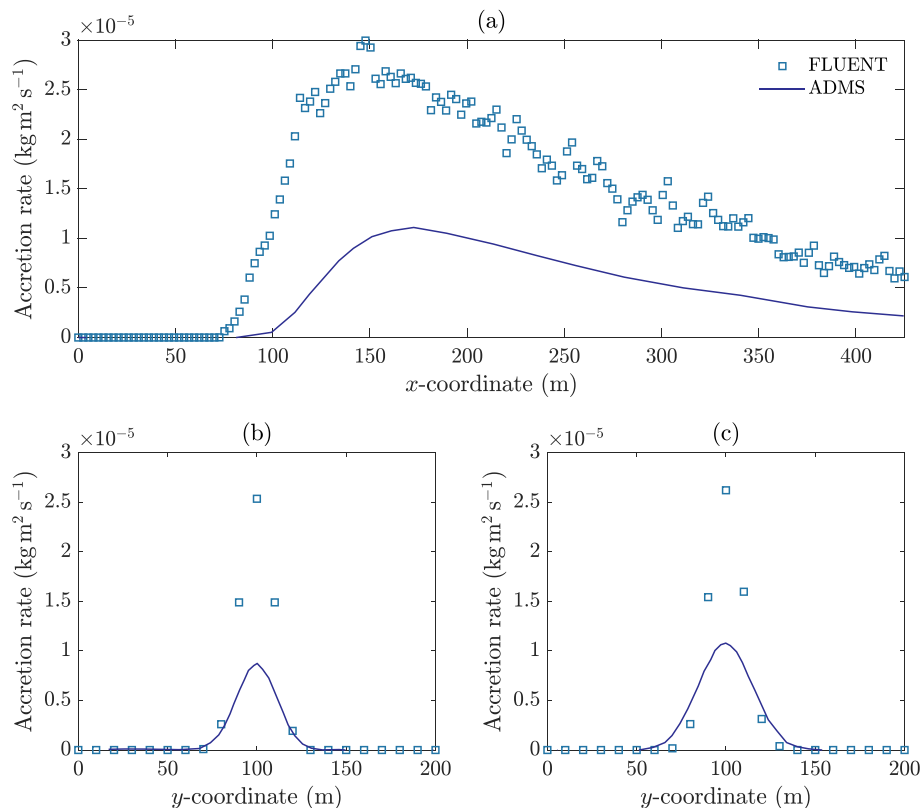 (a)
×10⁻⁵
3
2.5
2
1.5
1
0.5
0
Accretion rate (kg m² s⁻¹)
FLUENT
ADMS
0 50 100 150 200 250 300 350 400
x-coordinate (m)
(b)
×10⁻⁵
3
2.5
2
1.5
1
0.5
0
Accretion rate (kg m² s⁻¹)
0 50 100 150 200
y-coordinate (m)
(c)
×10⁻⁵
3
2.5
2
1.5
1
0.5
0
Accretion rate (kg m² s⁻¹)
0 50 100 150 200
y-coordinate (m)